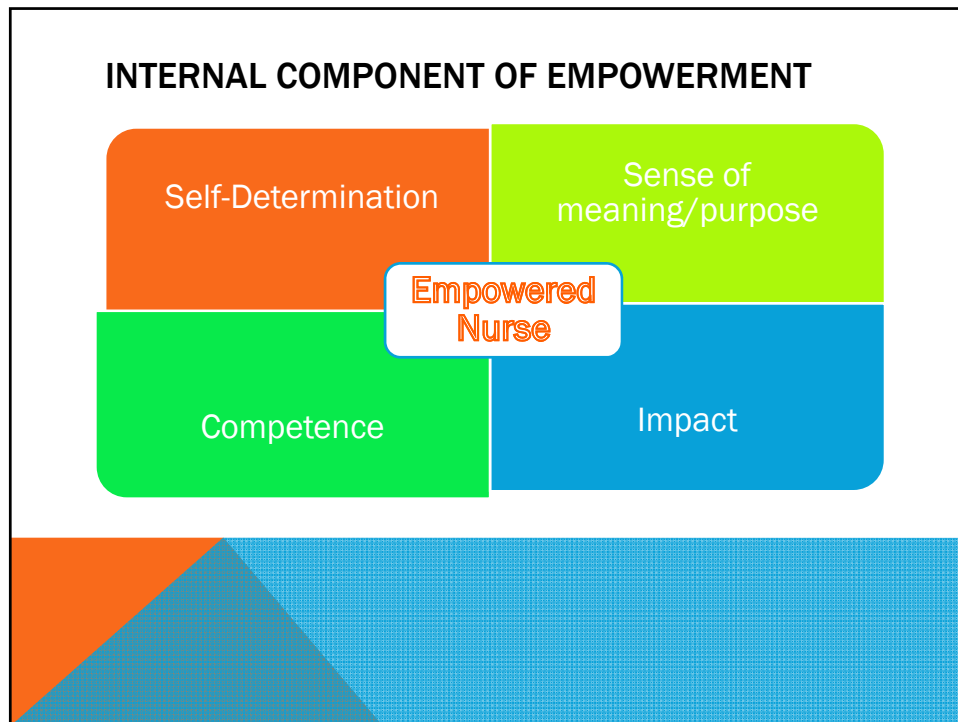 INTERNAL COMPONENT OF EMPOWERMENT
Self-Determination
Sense of
meaning/purpose
Empowered
Nurse
Competence
Impact